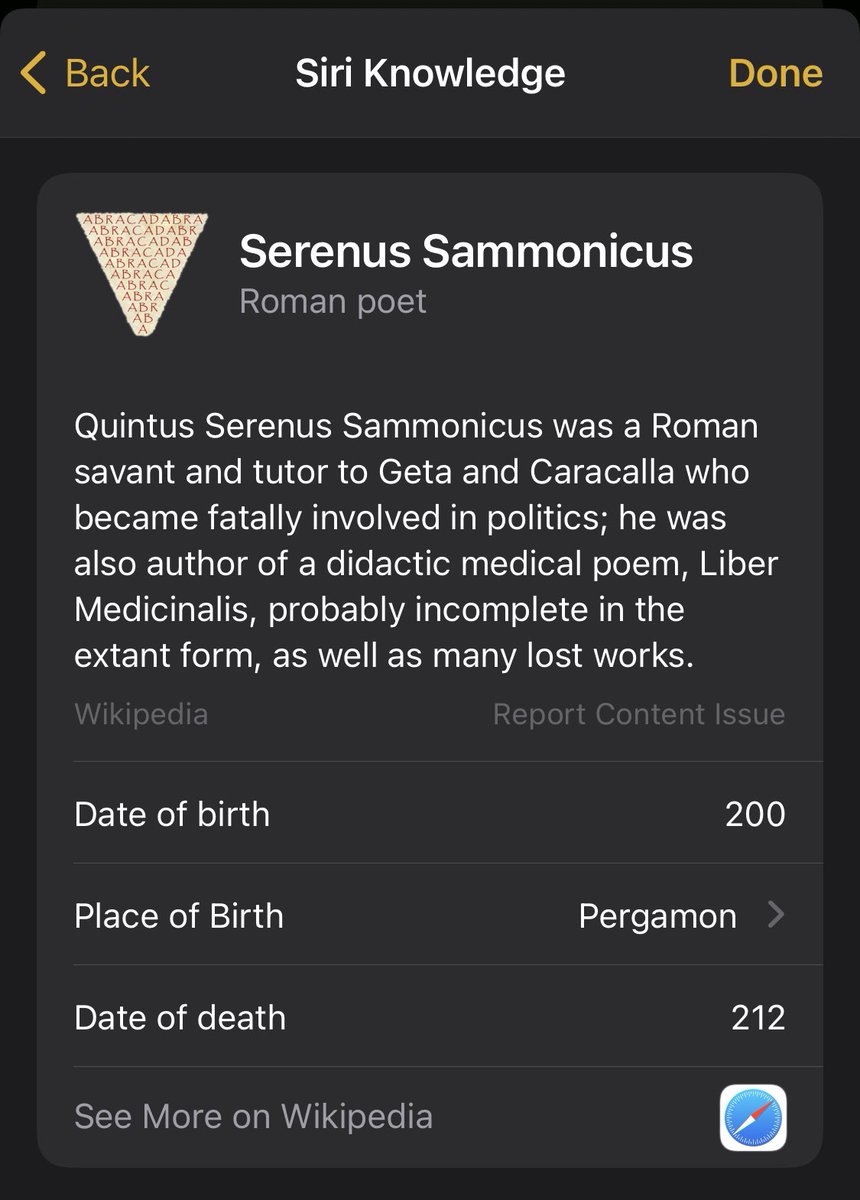 Back
Siri Knowledge
Done
ABRACADABRA
ABRACADABR
ABRACADAB
ABRACADA
ABRACAD
ABRACA
ABRAC
ABRA
ABR
AB
A
Serenus Sammonicus
Roman poet
Quintus Serenus Sammonicus was a Roman
savant and tutor to Geta and Caracalla who
became fatally involved in politics; he was
also author of a didactic medical poem, Liber
Medicinalis, probably incomplete in the
extant form, as well as many lost works.
Wikipedia
Report Content Issue
Date of birth
200
Place of Birth
Pergamon
Date of death
212
See More on Wikipedia